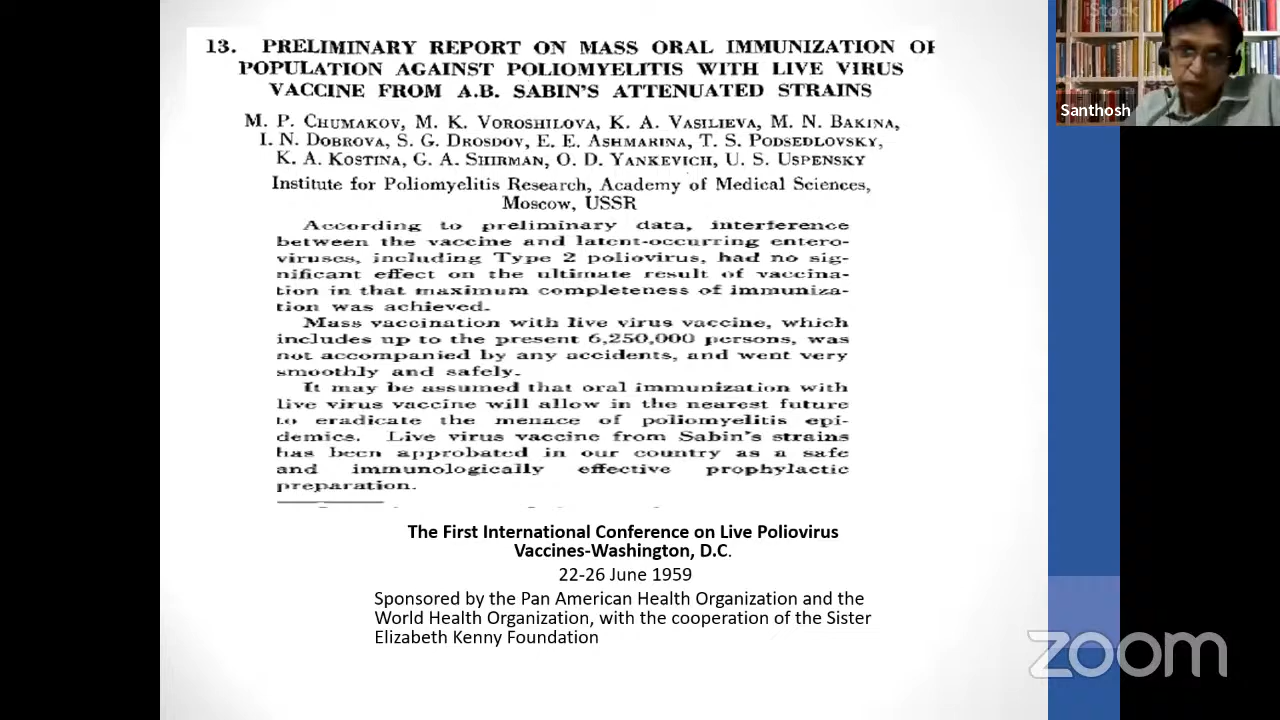 13. PRELIMINARY REPORT ON MASS ORAL IMMUNIZATION OF
POPULATION AGAINST POLIOMYELITIS WITH LIVE VIRUS
VACCINE FROM A.B. SABIN'S ATTENUATED STRAINS
M. P. CHUMAKOV, M. K. VOROSHILOVA, K. A. VASILIEVA, M. N. BAKINA,
I. N. DOBROVA, S. G. DROSDOV, E. E. ASHMARINA, T. S. PODSEDLOVSKY,
K. A. KOSTINA, G. A. SHIRMAN, O. D. YANKEVICH, U. S. USPENSKY
Institute for Poliomyelitis Research, Academy of Medical Sciences,
Moscow, USSR
According to preliminary data, interference
between the vaccine and latent-occurring entero-
viruses, including Type 2 poliovirus, had no sig-
nificant effect on the ultimate result of vaccina-
tion in that maximum completeness of immuniza-
tion was achieved.
Mass vaccination with live virus vaccine, which
includes up to the present 6,250,000 persons, was
not accompanied by any accidents, and went very
smoothly and safely.
It may be assumed that oral immunization with
live virus vaccine will allow in the nearest future
to eradicate the menace of poliomyelitis epi-
demics. Live virus vaccine from Sabin's strains
has been approbated in our country as a safe
and immunologically effective prophylactic
preparation.
The First International Conference on Live Poliovirus
Vaccines-Washington, D.C.
22-26 June 1959
Sponsored by the Pan American Health Organization and the
World Health Organization, with the cooperation of the Sister
Elizabeth Kenny Foundation
iStock
Santhosh
zoom